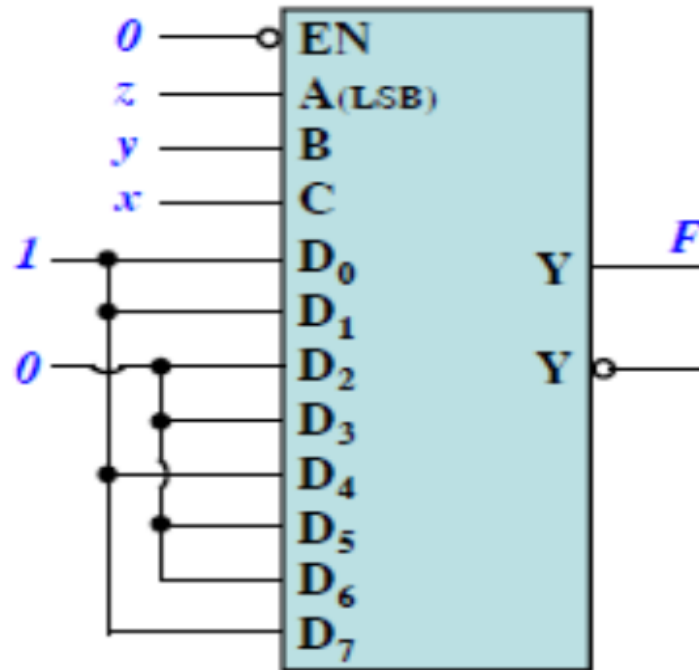 0 EN
z A(LSB)
y B
x C
1 D0 Y F
D1
0 D2 Y
D3
D4
D5
D6
D7